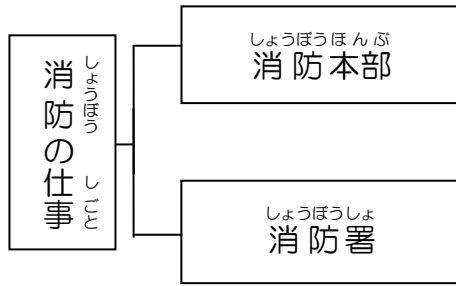 消防の仕事
しょうぼう しごと
しょうぼうほんぶ
消防本部
しょうぼうしょ
消防署